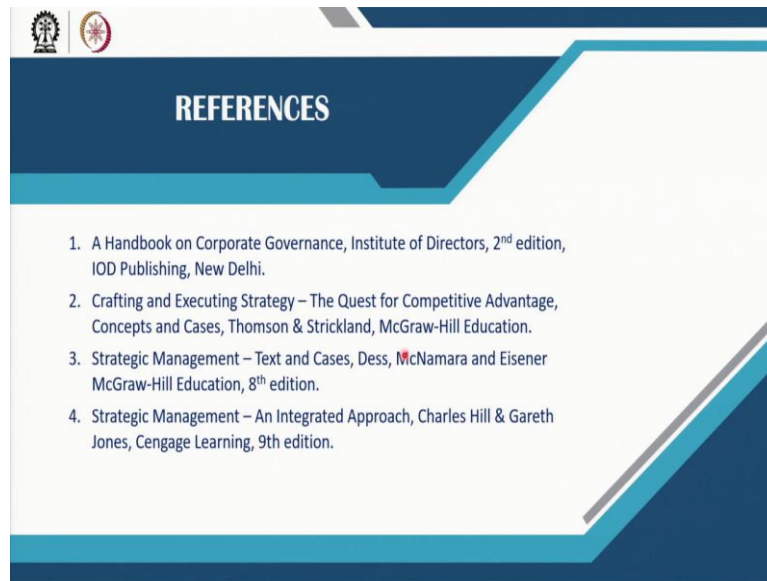 REFERENCES
1. A Handbook on Corporate Governance, Institute of Directors, 2nd edition,
IOD Publishing, New Delhi.
2. Crafting and Executing Strategy – The Quest for Competitive Advantage,
Concepts and Cases, Thomson & Strickland, McGraw-Hill Education.
3. Strategic Management – Text and Cases, Dess, McNamara and Eisener
McGraw-Hill Education, 8th edition.
4. Strategic Management – An Integrated Approach, Charles Hill & Gareth
Jones, Cengage Learning, 9th edition.